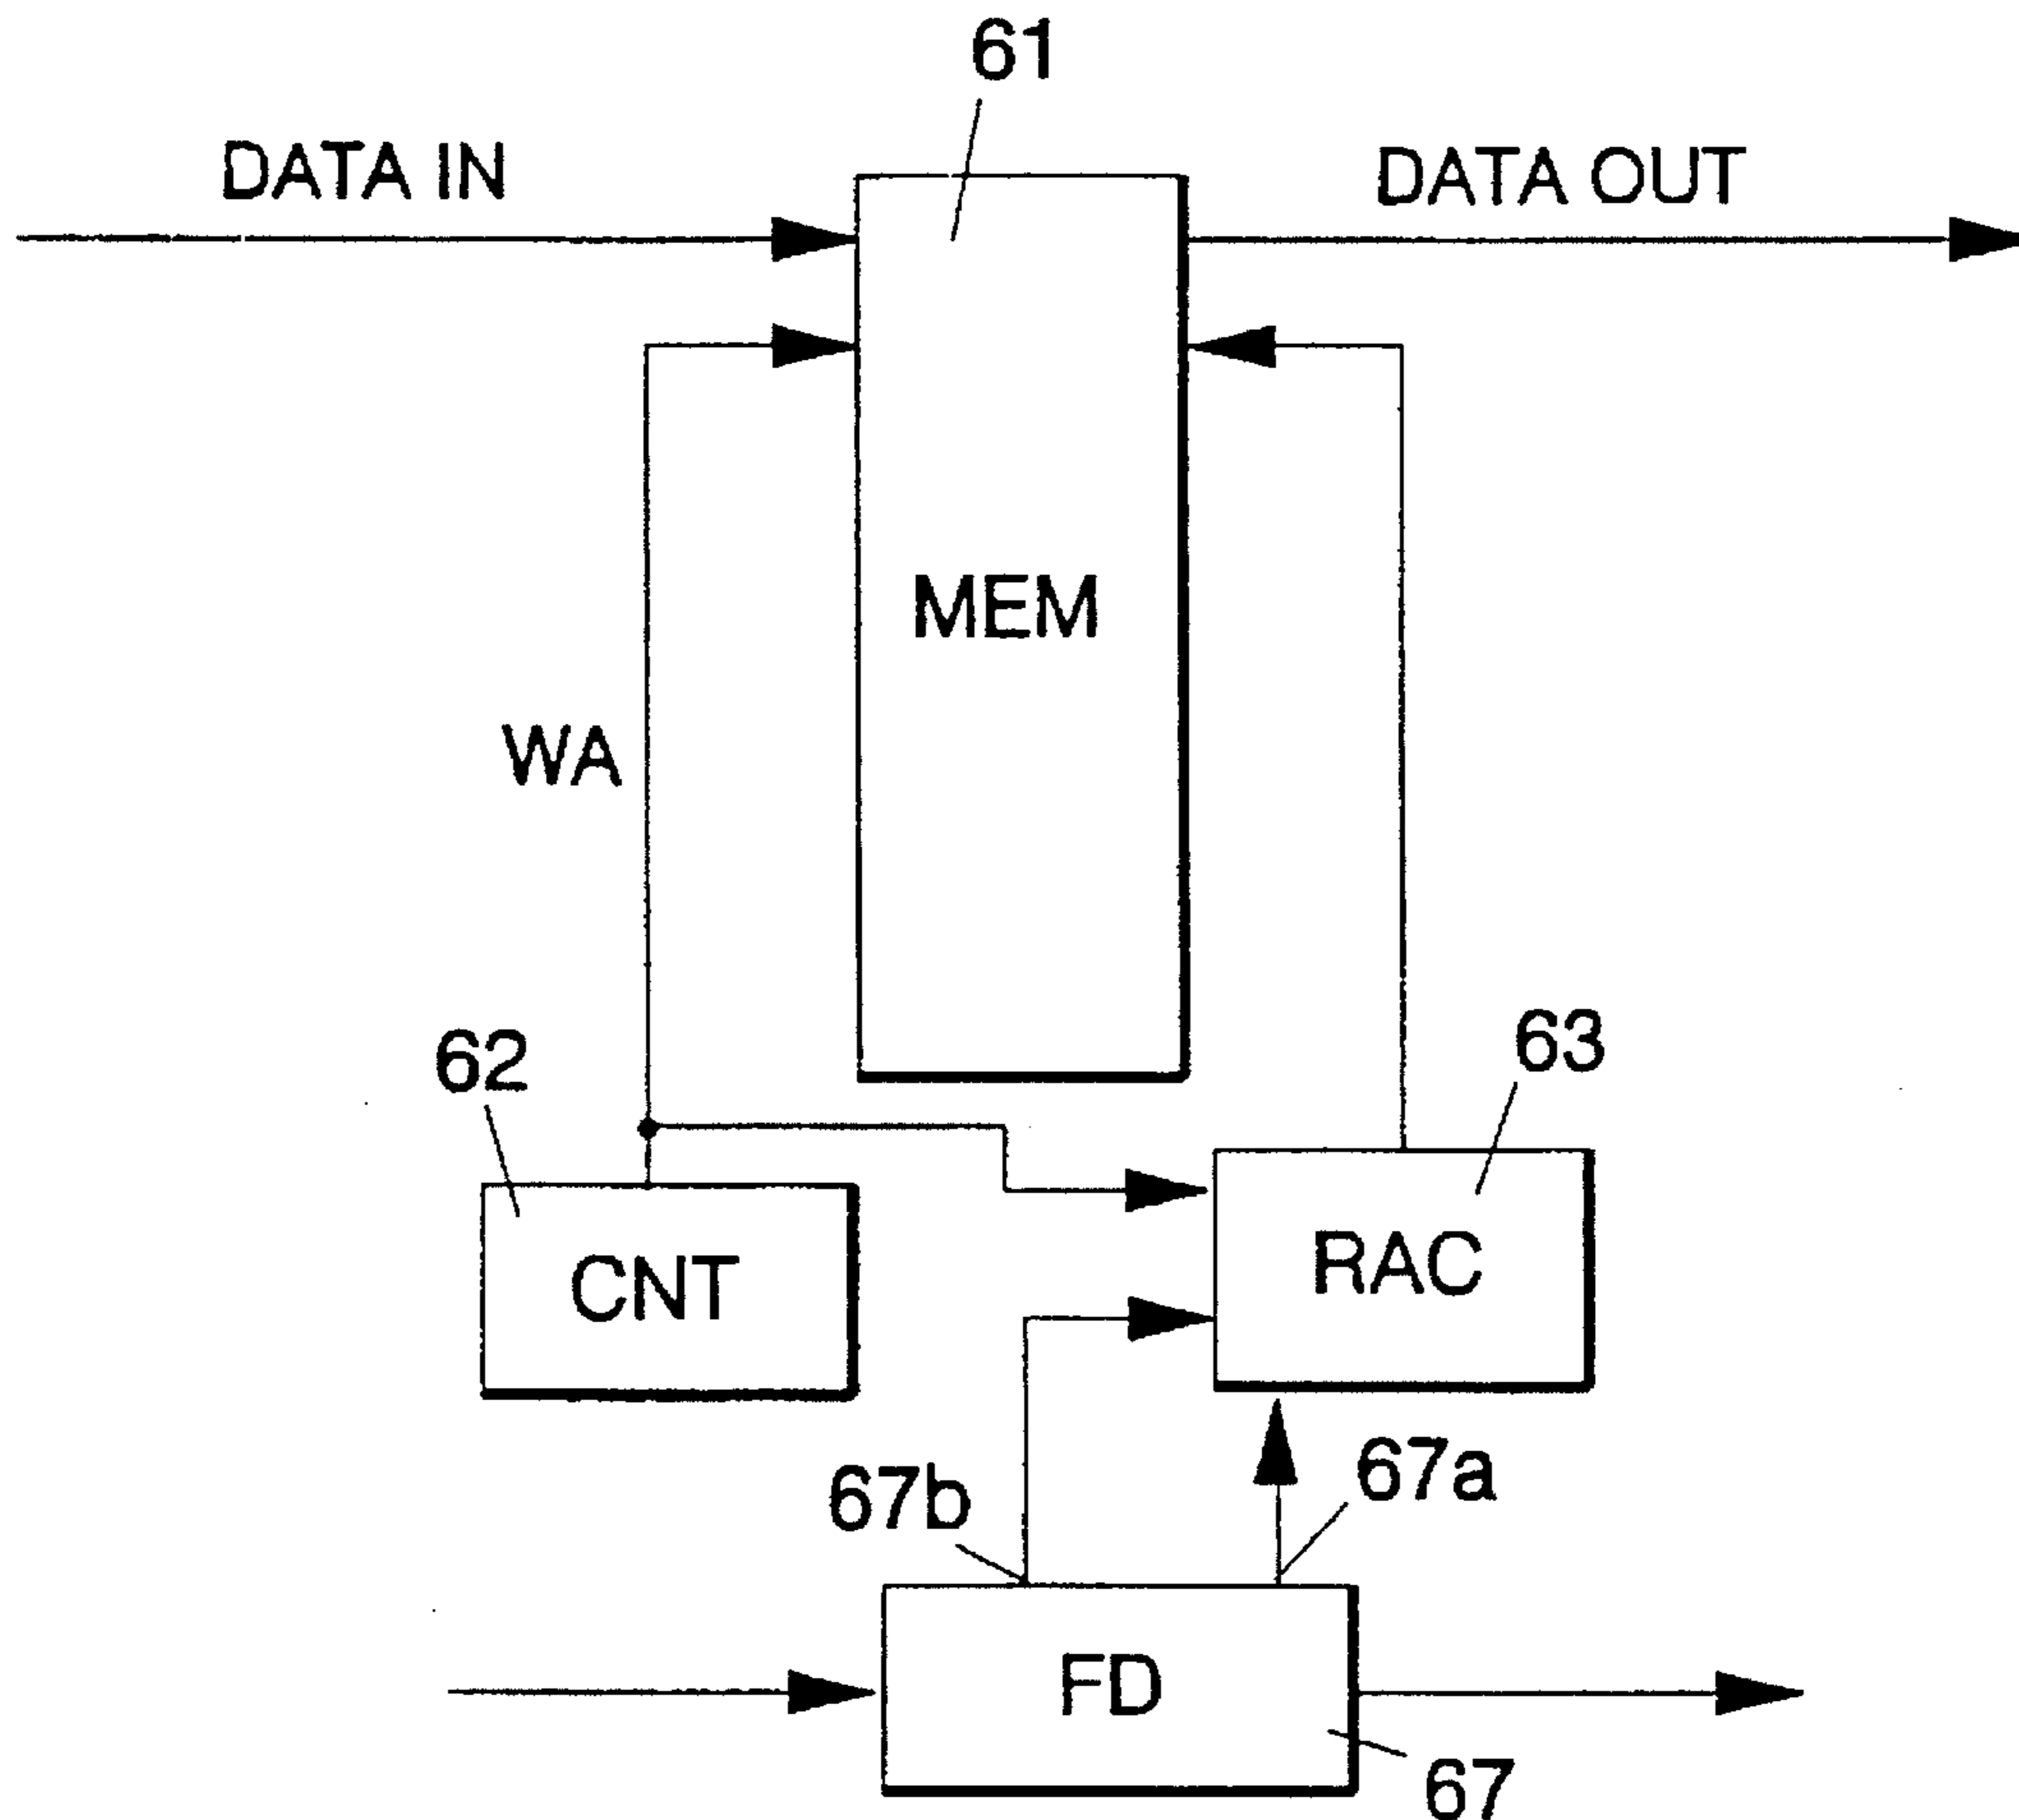 61
DATA IN
DATA OUT
MEM
WA
62
63
CNT
RAC
67b
67a
FD
67